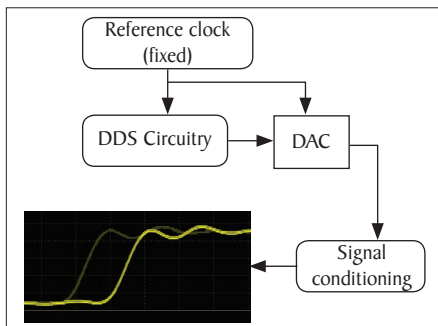 Reference clock
(fixed)
DDS Circuitry
DAC
Signal
conditioning